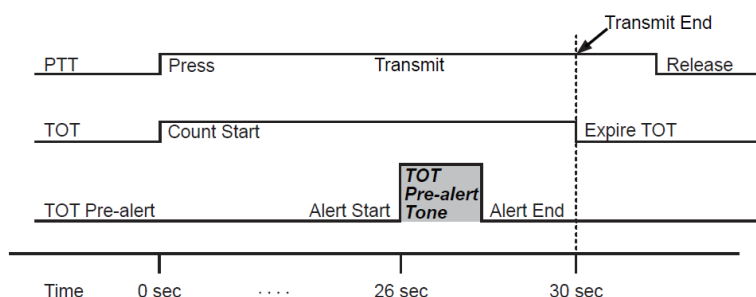 Transmit End
PTT Press Transmit Release
TOT Count Start Expire TOT
TOT
Pre-alert
Tone
TOT Pre-alert Alert Start Alert End
Time 0 sec .... 26 sec 30 sec